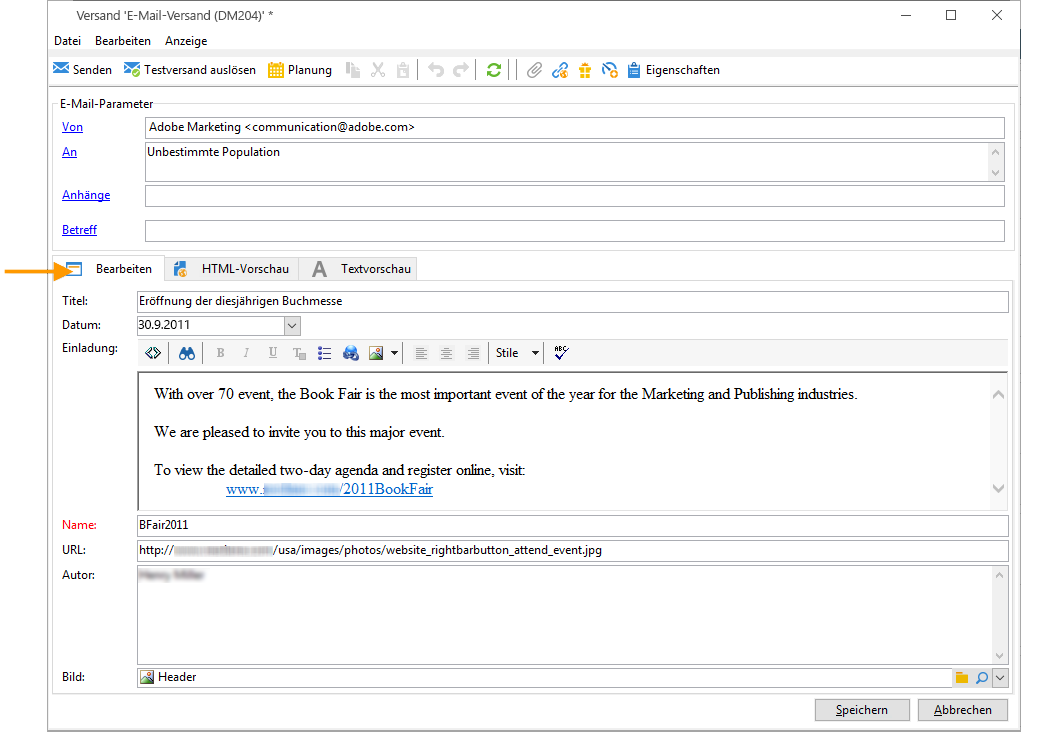 Versand 'E-Mail-Versand (DM204)' *
Datei Bearbeiten Anzeige
Senden Testversand auslösen Planung Eigenschaften
E-Mail-Parameter
Von Adobe Marketing <communication@adobe.com>
An Unbestimmte Population
Anhänge
Betreff
Bearbeiten HTML-Vorschau A Textvorschau
Titel: Eröffnung der diesjährigen Buchmesse
Datum: 30.9.2011
Einladung: B I U T Stile ABC
With over 70 event, the Book Fair is the most important event of the year for the Marketing and Publishing industries.
We are pleased to invite you to this major event.
To view the detailed two-day agenda and register online, visit:
www. /2011BookFair
Name: BFair2011
URL: http:// /usa/images/photos/website_rightbarbutton_attend_event.jpg
Autor:
Bild: Header
Speichern Abbrechen